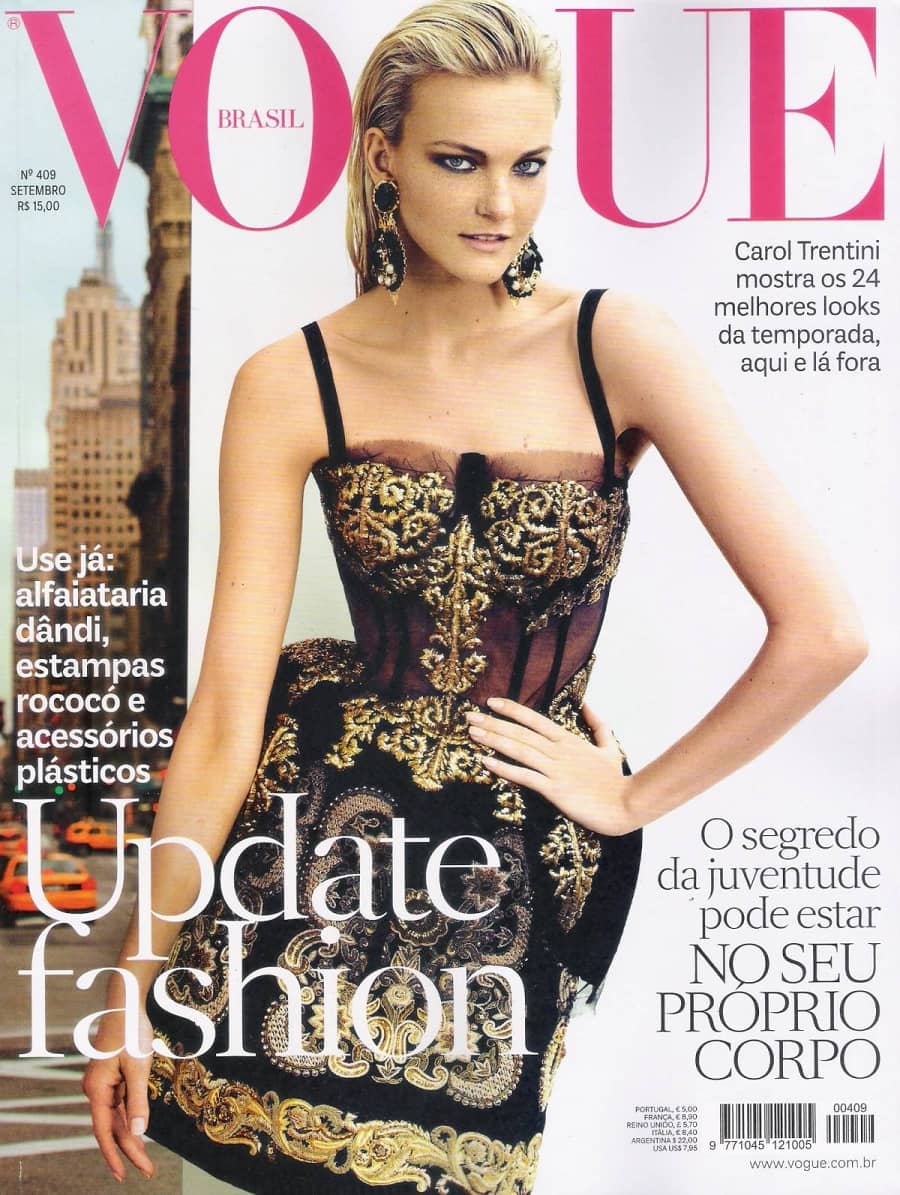 ®
VOGUE
BRASIL
Nº 409
SETEMBRO
R$ 15,00
Carol Trentini
mostra os 24
melhores looks
da temporada,
aqui e lá fora
Use já:
alfaiataria
dândi,
estampas
rococó e
acessórios
plásticos
Update
fashion
O segredo
da juventude
pode estar
NO SEU
PRÓPRIO
CORPO
PORTUGAL, € 5,00
FRANÇA, € 8,90
REINO UNIDO, £ 5,70
ITÁLIA, € 8,40
ARGENTINA $ 22,00
USA US$ 7,95
00409
9 771045 121005
www.vogue.com.br